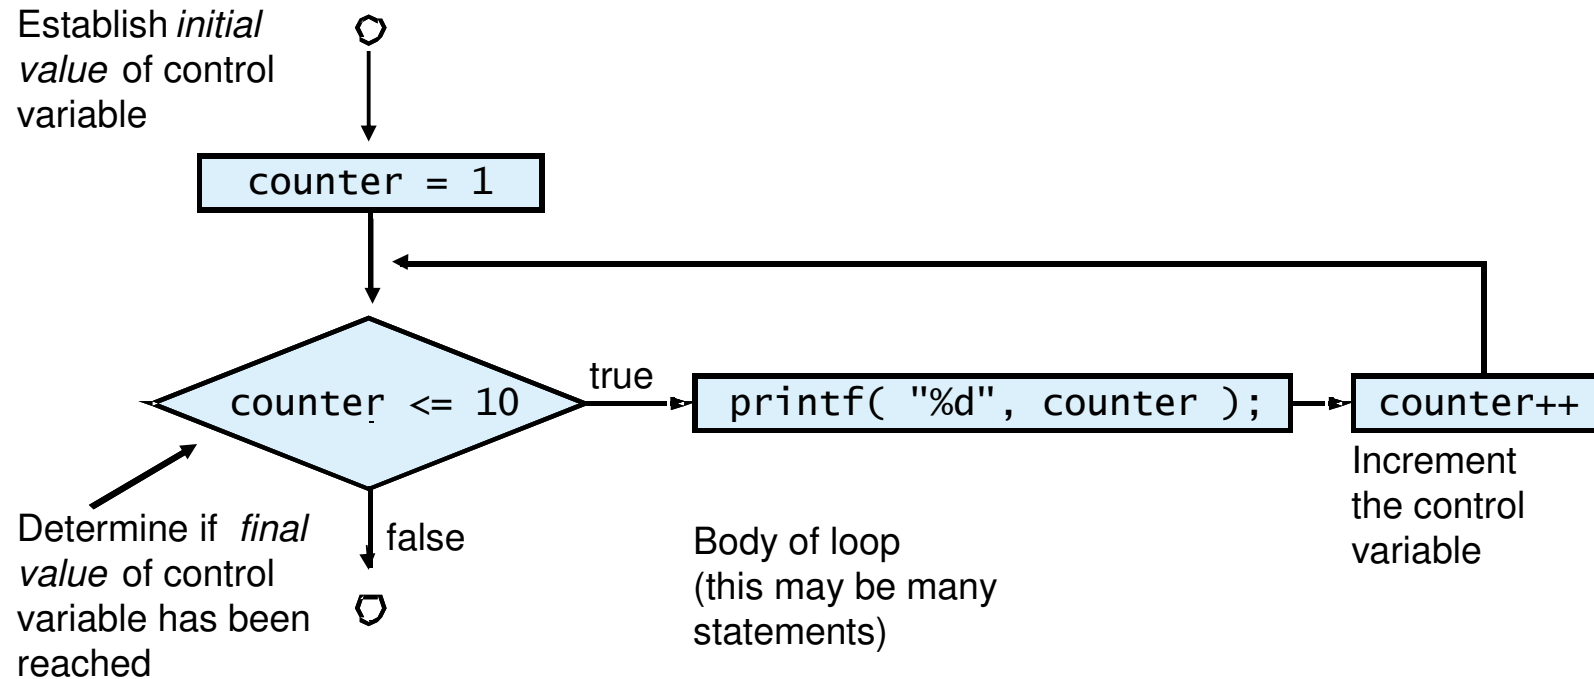 Establish initial
value of control
variable
counter = 1
counter <= 10
true
printf( "%d", counter );
counter++
Increment
the control
variable
false
Determine if final
value of control
variable has been
reached
Body of loop
(this may be many
statements)